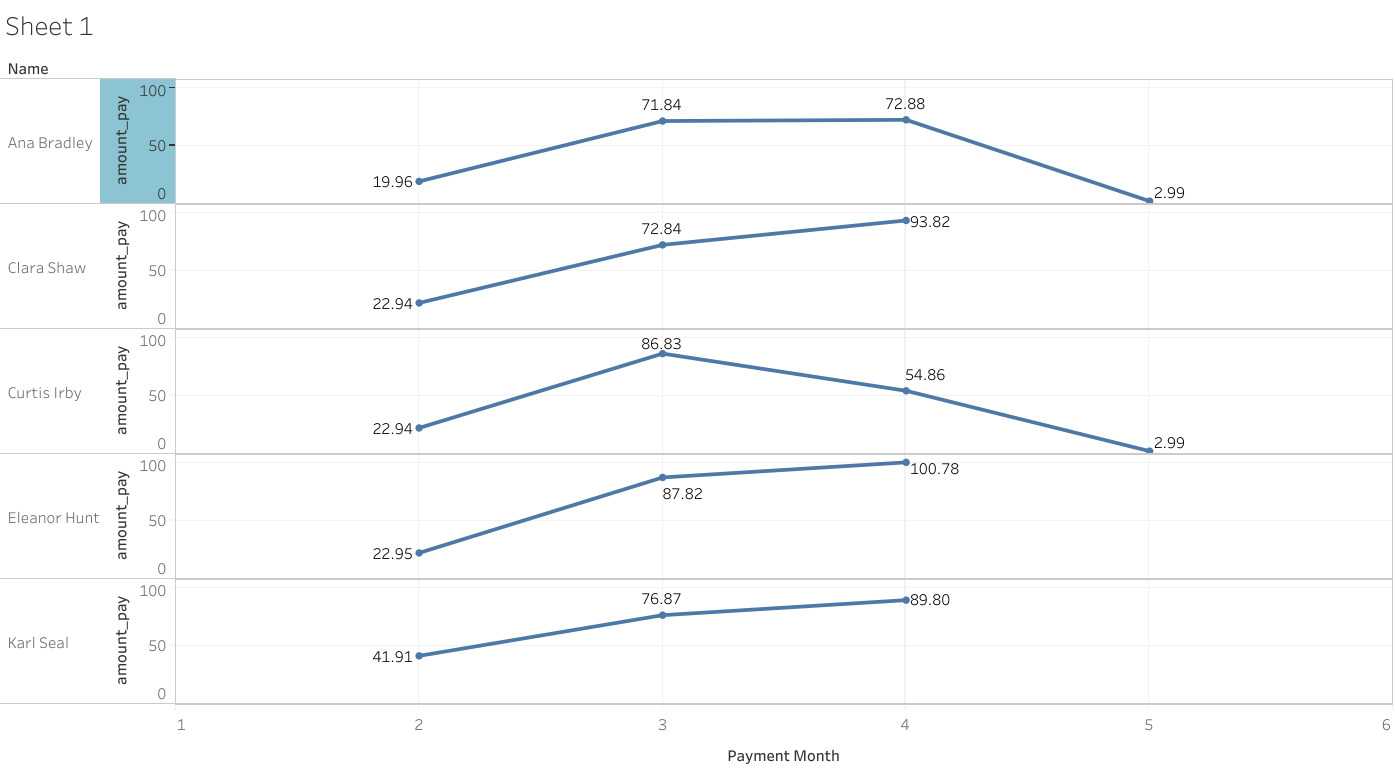 Sheet 1
Name
Ana Bradley
amount_pay
100
50
0
19.96
71.84
72.88
2.99
Clara Shaw
amount_pay
100
50
0
22.94
72.84
93.82
Curtis Irby
amount_pay
100
50
0
22.94
86.83
54.86
2.99
Eleanor Hunt
amount_pay
100
50
0
22.95
87.82
100.78
Karl Seal
amount_pay
100
50
0
41.91
76.87
89.80
1 2 3 4 5 6
Payment Month